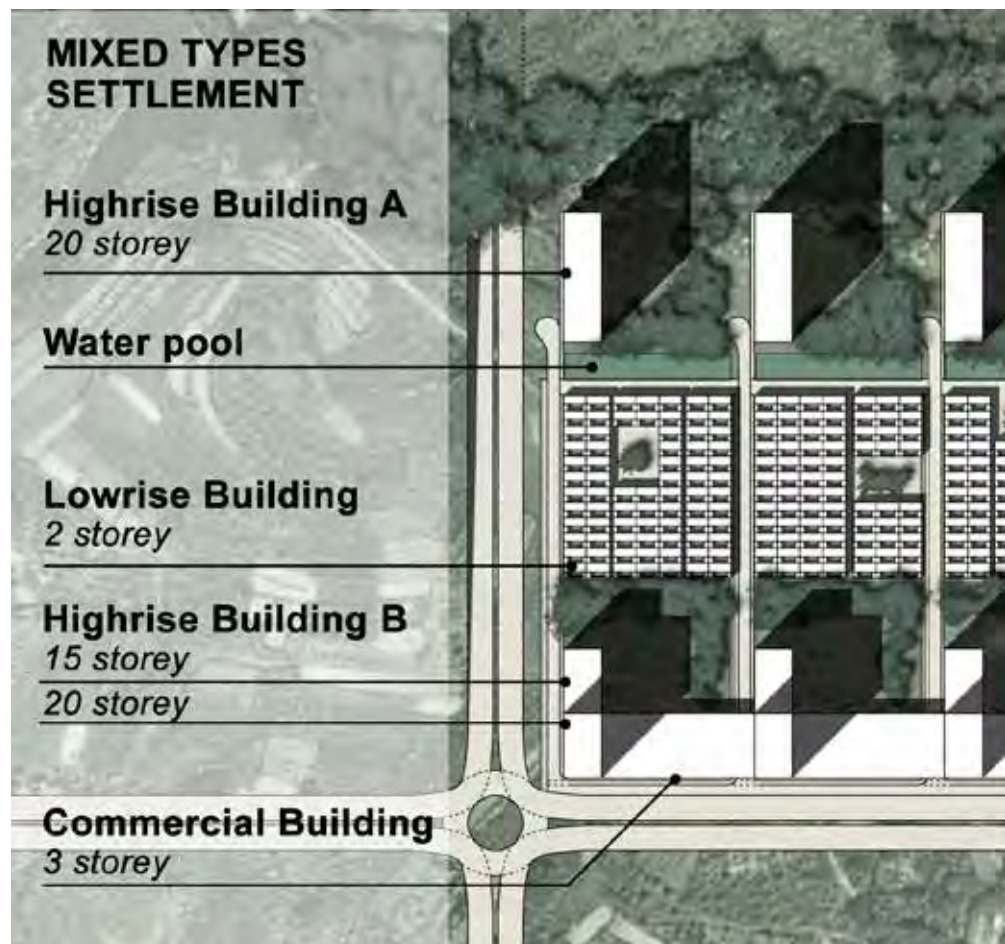 MIXED TYPES
SETTLEMENT
Highrise Building A
20 storey
Water pool
Lowrise Building
2 storey
Highrise Building B
15 storey
20 storey
Commercial Building
3 storey